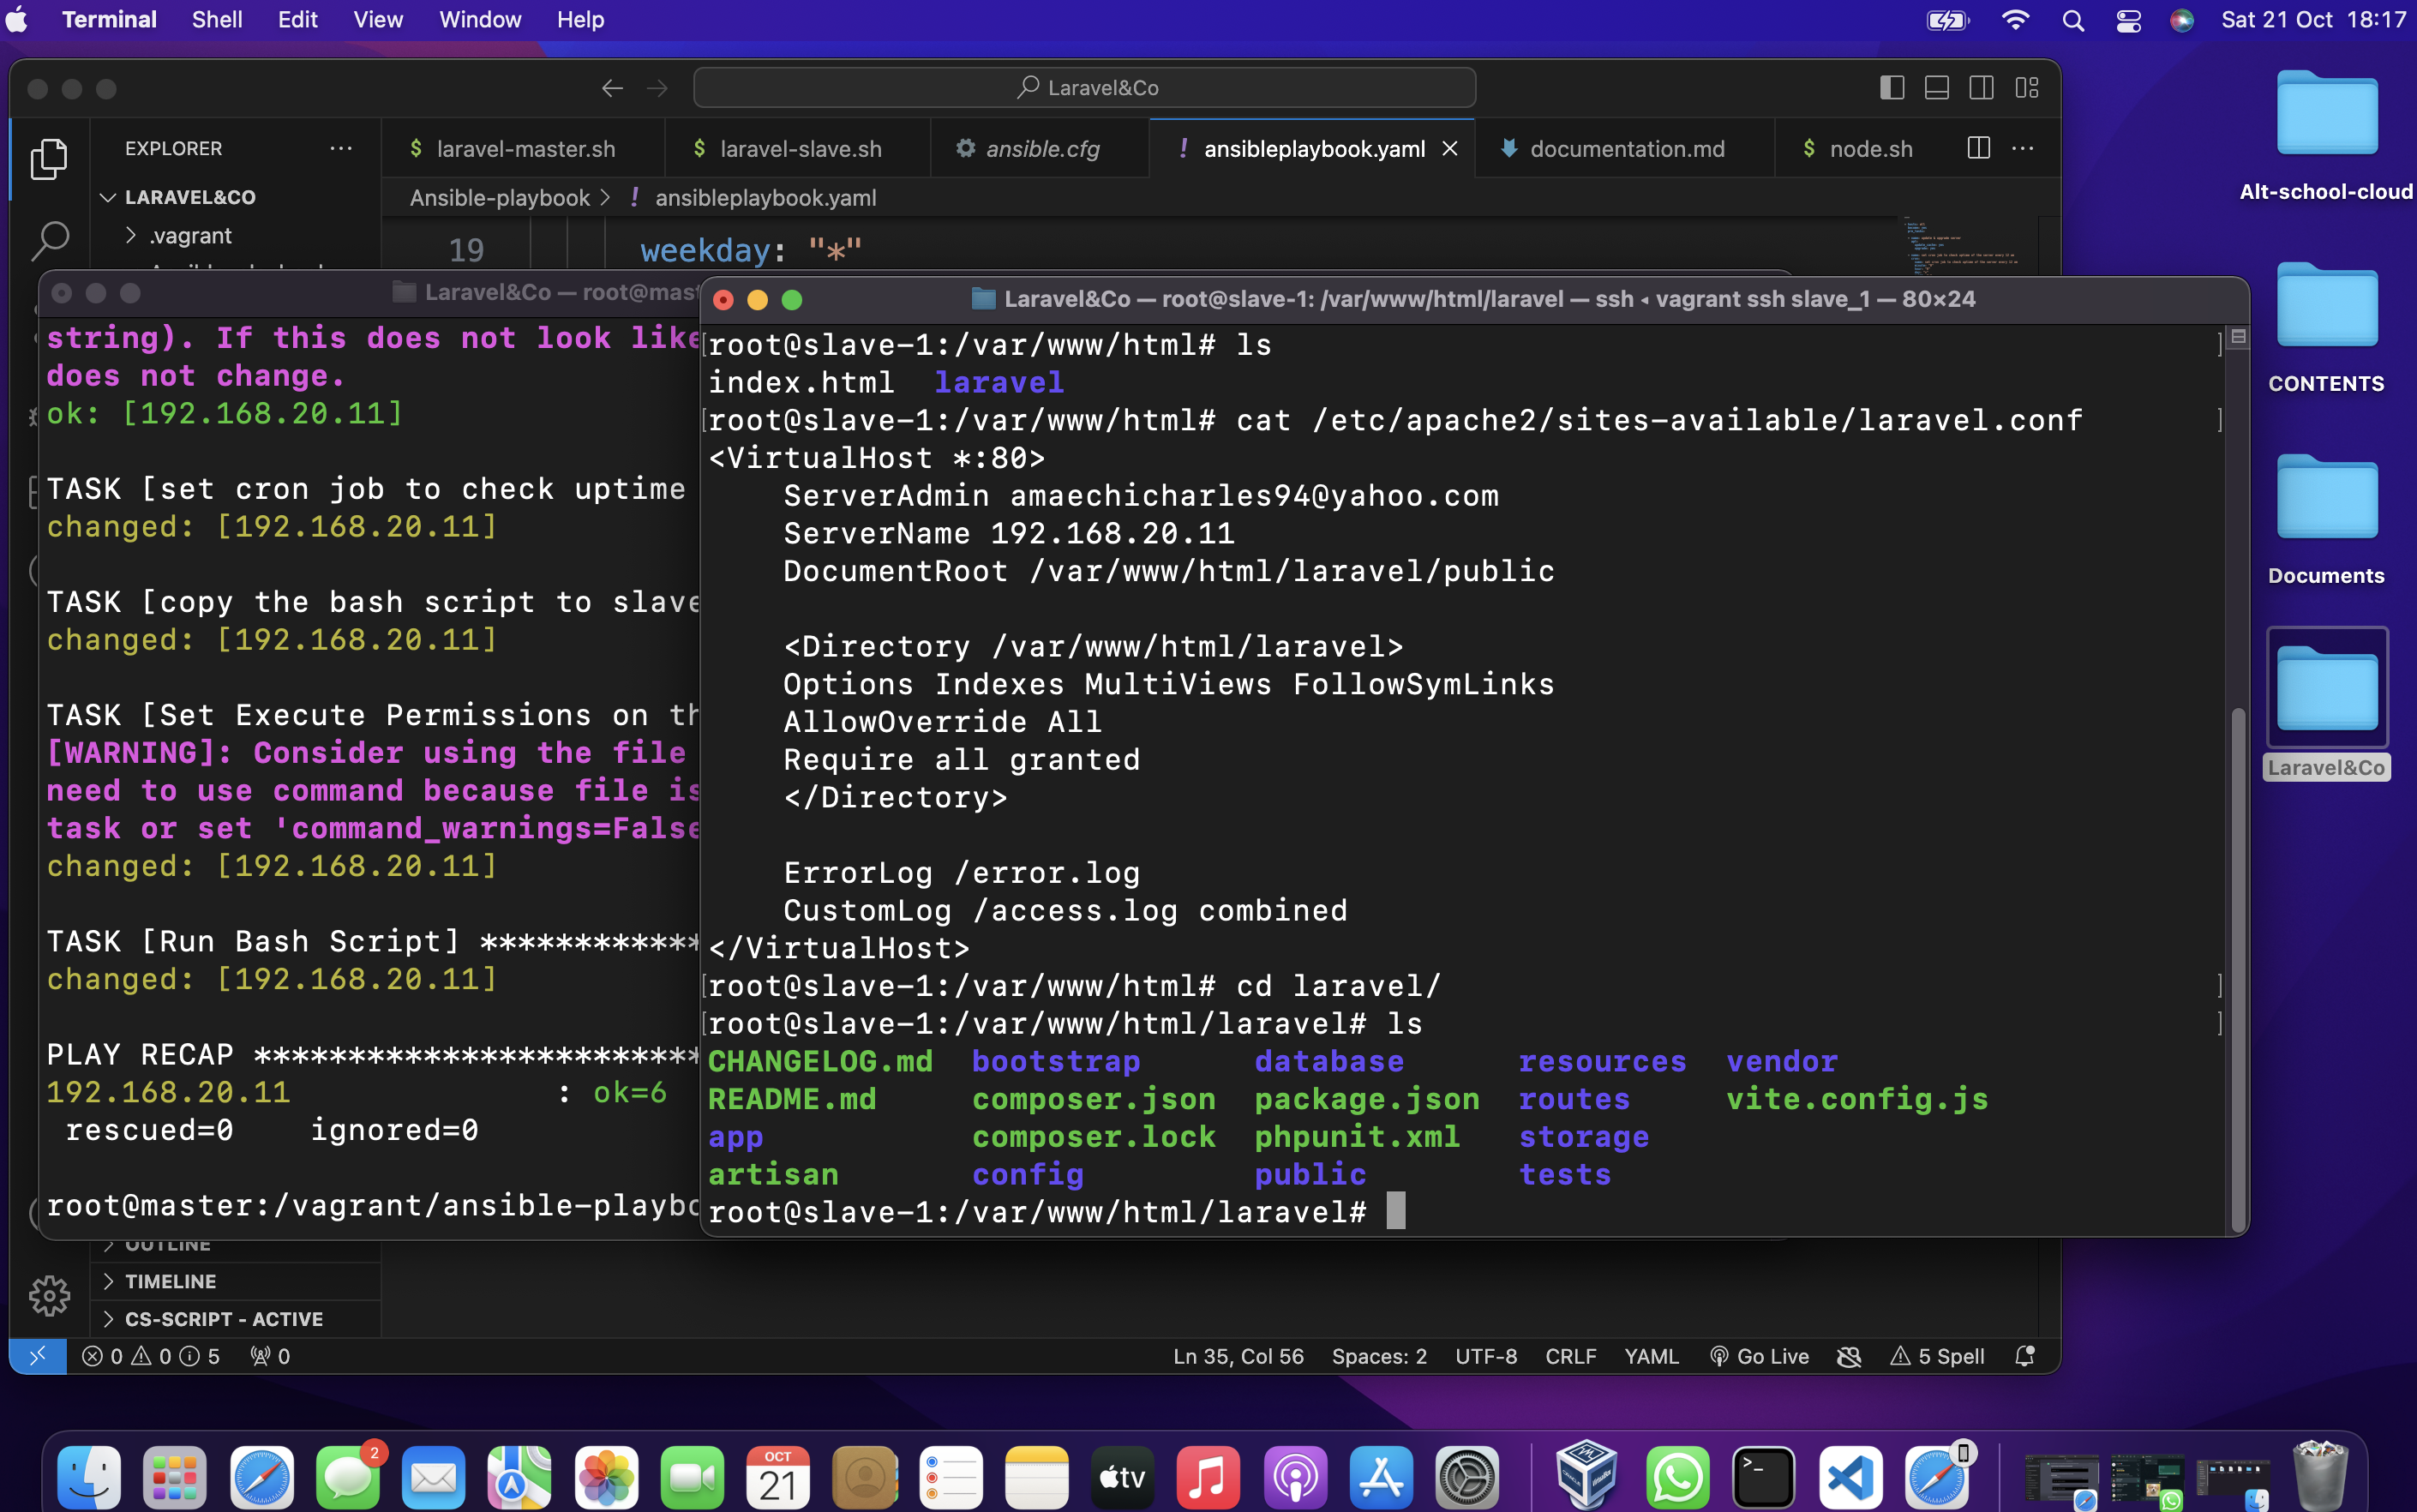 Terminal Shell Edit View Window Help
Sat 21 Oct 18:17
Laravel&Co
EXPLORER
$ laravel-master.sh
$ laravel-slave.sh
ansible.cfg
! ansibleplaybook.yaml
documentation.md
$ node.sh
LARAVEL&CO
Ansible-playbook > ! ansibleplaybook.yaml
> .vagrant
19 weekday: "*"
Laravel&Co — root@mast
string). If this does not look like
does not change.
ok: [192.168.20.11]
TASK [set cron job to check uptime
changed: [192.168.20.11]
TASK [copy the bash script to slave
changed: [192.168.20.11]
TASK [Set Execute Permissions on th
[WARNING]: Consider using the file
need to use command because file is
task or set 'command_warnings=False
changed: [192.168.20.11]
TASK [Run Bash Script] ************
changed: [192.168.20.11]
PLAY RECAP ************************
192.168.20.11 : ok=6
rescued=0 ignored=0
root@master:/vagrant/ansible-playbo
Laravel&Co — root@slave-1: /var/www/html/laravel — ssh ◂ vagrant ssh slave_1 — 80×24
[root@slave-1:/var/www/html# ls ]
index.html laravel
[root@slave-1:/var/www/html# cat /etc/apache2/sites-available/laravel.conf ]
<VirtualHost *:80>
ServerAdmin amaechicharles94@yahoo.com
ServerName 192.168.20.11
DocumentRoot /var/www/html/laravel/public
<Directory /var/www/html/laravel>
Options Indexes MultiViews FollowSymLinks
AllowOverride All
Require all granted
</Directory>
ErrorLog /error.log
CustomLog /access.log combined
</VirtualHost>
[root@slave-1:/var/www/html# cd laravel/ ]
[root@slave-1:/var/www/html/laravel# ls ]
CHANGELOG.md bootstrap database resources vendor
README.md composer.json package.json routes vite.config.js
app composer.lock phpunit.xml storage
artisan config public tests
root@slave-1:/var/www/html/laravel#
> OUTLINE
> TIMELINE
> CS-SCRIPT - ACTIVE
0 0 5 0
Ln 35, Col 56 Spaces: 2 UTF-8 CRLF YAML Go Live 5 Spell
Alt-school-cloud
CONTENTS
Documents
Laravel&Co
2
OCT
21
tv
>_